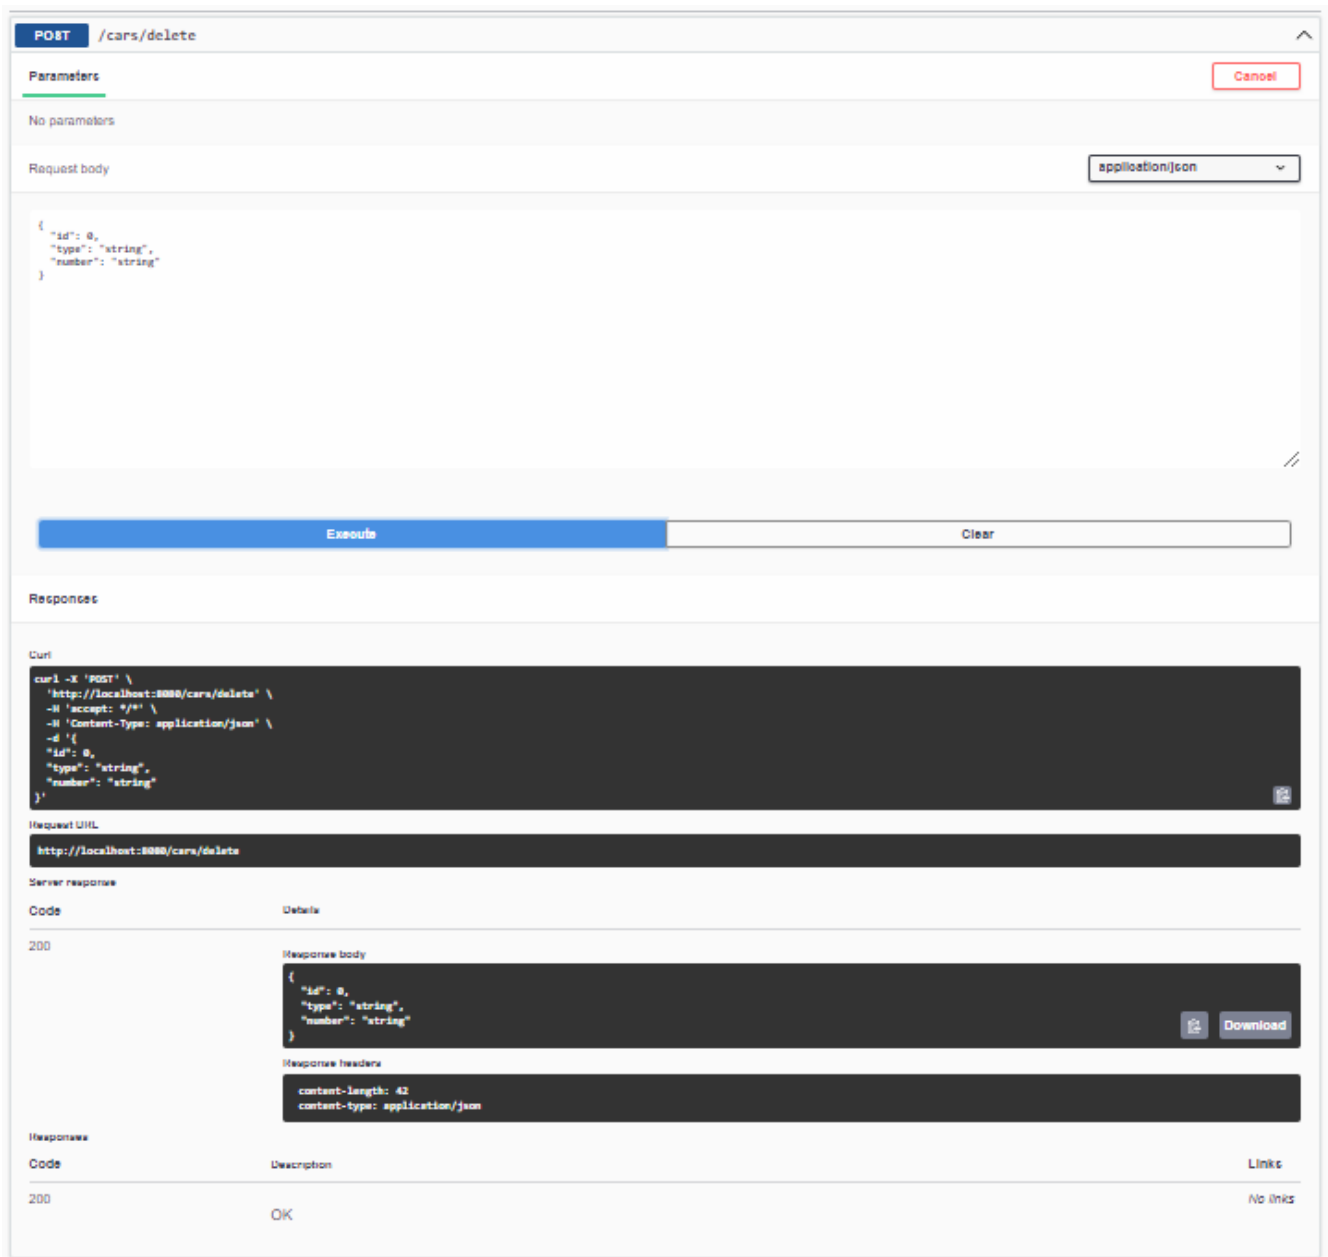 POST /cars/delete
Parameters
Cancel
No parameters
Request body
application/json
{
"id": 0,
"type": "string",
"number": "string"
}
Execute
Clear
Responses
Curl
curl -X 'POST' \
'http://localhost:8080/cars/delete' \
-H 'accept: */*' \
-H 'Content-Type: application/json' \
-d '{
"id": 0,
"type": "string",
"number": "string"
}'
Request URL
http://localhost:8080/cars/delete
Server response
Code Details
200
Response body
{
"id": 0,
"type": "string",
"number": "string"
}
Download
Response headers
content-length: 42
content-type: application/json
Responses
Code Description Links
200 No links
OK